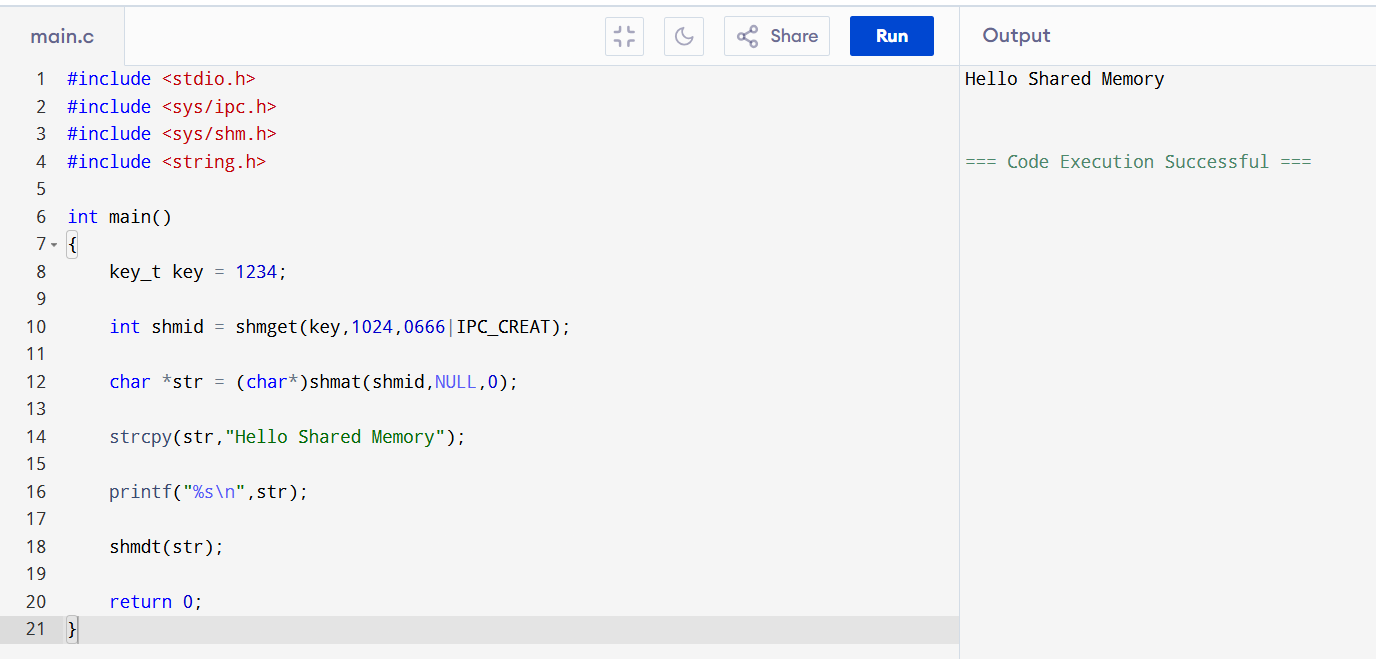 main.c
Share
Run
Output
1 #include <stdio.h>
2 #include <sys/ipc.h>
3 #include <sys/shm.h>
4 #include <string.h>
5
6 int main()
7 {
8     key_t key = 1234;
9
10     int shmid = shmget(key,1024,0666|IPC_CREAT);
11
12     char *str = (char*)shmat(shmid,NULL,0);
13
14     strcpy(str,"Hello Shared Memory");
15
16     printf("%s\n",str);
17
18     shmdt(str);
19
20     return 0;
21 }
Hello Shared Memory
=== Code Execution Successful ===